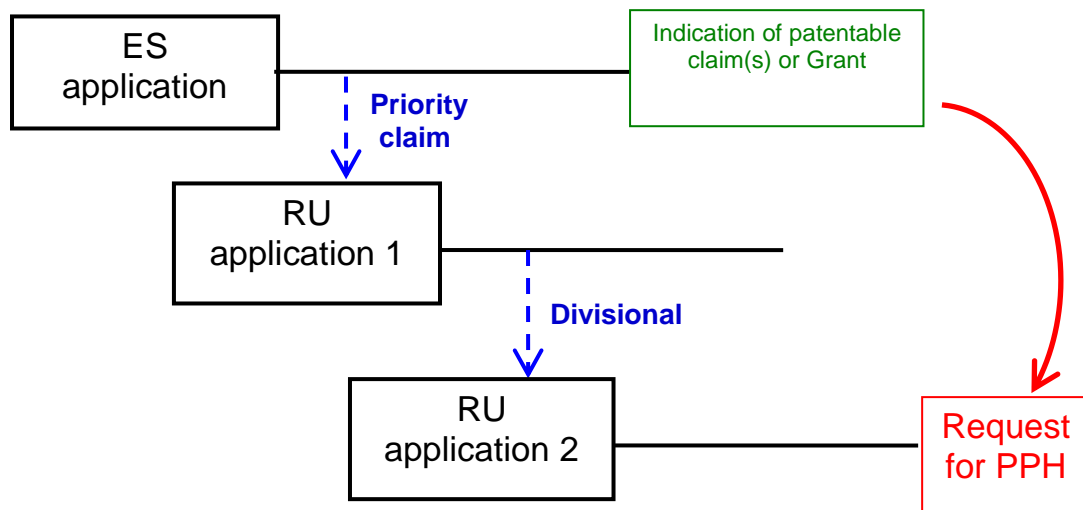 ES
application
Indication of patentable
claim(s) or Grant
Priority
claim
RU
application 1
Divisional
RU
application 2
Request
for PPH